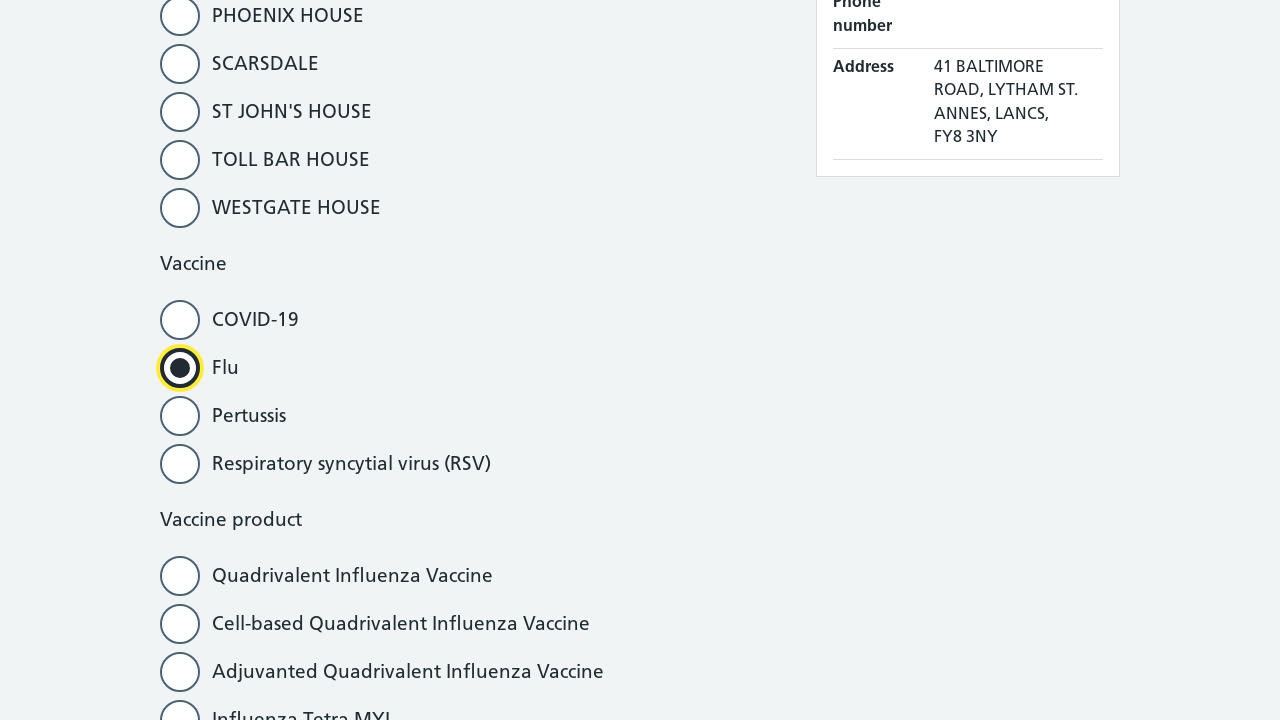 PHOENIX HOUSE
SCARSDALE
ST JOHN'S HOUSE
TOLL BAR HOUSE
WESTGATE HOUSE
Vaccine
COVID-19
Flu
Pertussis
Respiratory syncytial virus (RSV)
Vaccine product
Quadrivalent Influenza Vaccine
Cell-based Quadrivalent Influenza Vaccine
Adjuvanted Quadrivalent Influenza Vaccine
Influenza Tetra MYL
Phone
number
Address
41 BALTIMORE
ROAD, LYTHAM ST.
ANNES, LANCS,
FY8 3NY